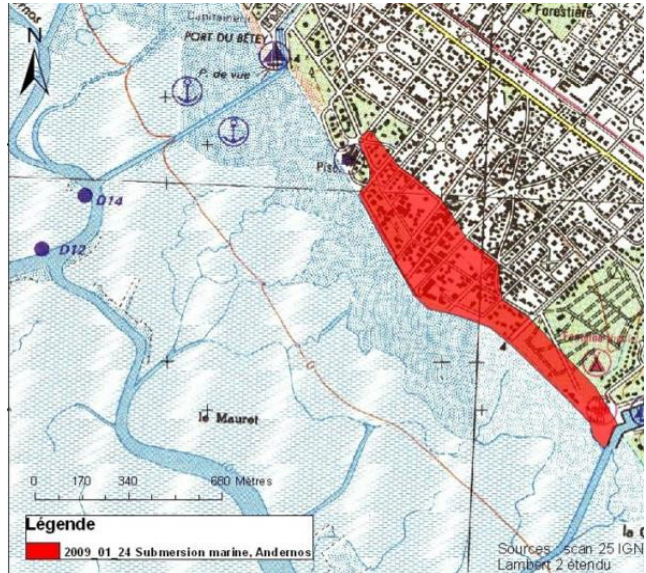 Forestière
PORT DU BÉTEY
P. de vue
N
Pisc.
D14
D12
le Mauret
0 170 340 680 Mètres
Légende
2009_01_24 Submersion marine, Andernos
Sources : scan 25 IGN
Lambert 2 étendu